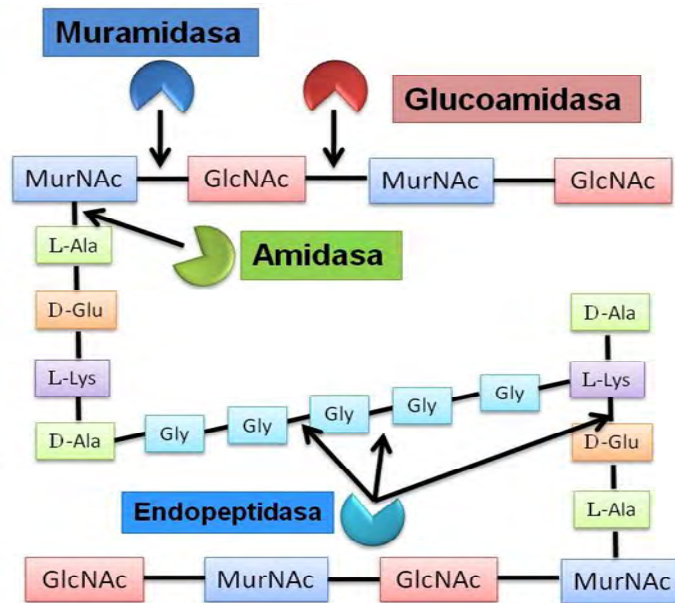 Muramidasa
Glucoamidasa
MurNAc GlcNAc MurNAc GlcNAc
L-Ala
Amidasa
D-Glu
D-Ala
L-Lys
L-Lys
D-Ala Gly Gly Gly Gly Gly
D-Glu
Endopeptidasa
L-Ala
GlcNAc MurNAc GlcNAc MurNAc